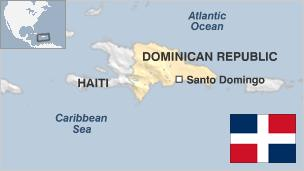 Atlantic
Ocean
DOMINICAN REPUBLIC
Santo Domingo
HAITI
Caribbean
Sea